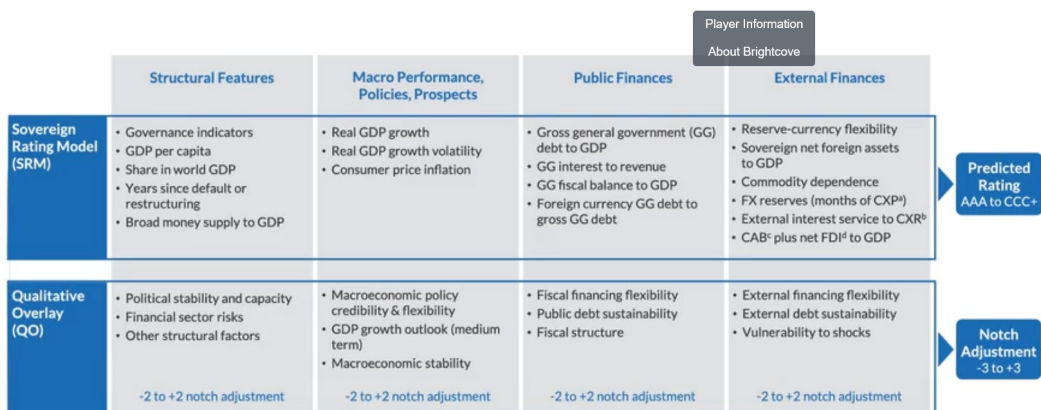 Player Information
About Brightcove
Structural Features
Macro Performance,
Policies, Prospects
Public Finances
External Finances
Sovereign
Rating Model
(SRM)
• Governance indicators
• GDP per capita
• Share in world GDP
• Years since default or
restructuring
• Broad money supply to GDP
• Real GDP growth
• Real GDP growth volatility
• Consumer price inflation
• Gross general government (GG)
debt to GDP
• GG interest to revenue
• GG fiscal balance to GDP
• Foreign currency GG debt to
gross GG debt
• Reserve-currency flexibility
• Sovereign net foreign assets
to GDP
• Commodity dependence
• FX reserves (months of CXPᵃ)
• External interest service to CXRᵇ
• CABᶜ plus net FDIᵈ to GDP
Predicted
Rating
AAA to CCC+
Qualitative
Overlay
(QO)
• Political stability and capacity
• Financial sector risks
• Other structural factors
-2 to +2 notch adjustment
• Macroeconomic policy
credibility & flexibility
• GDP growth outlook (medium
term)
• Macroeconomic stability
-2 to +2 notch adjustment
• Fiscal financing flexibility
• Public debt sustainability
• Fiscal structure
-2 to +2 notch adjustment
• External financing flexibility
• External debt sustainability
• Vulnerability to shocks
-2 to +2 notch adjustment
Notch
Adjustment
-3 to +3